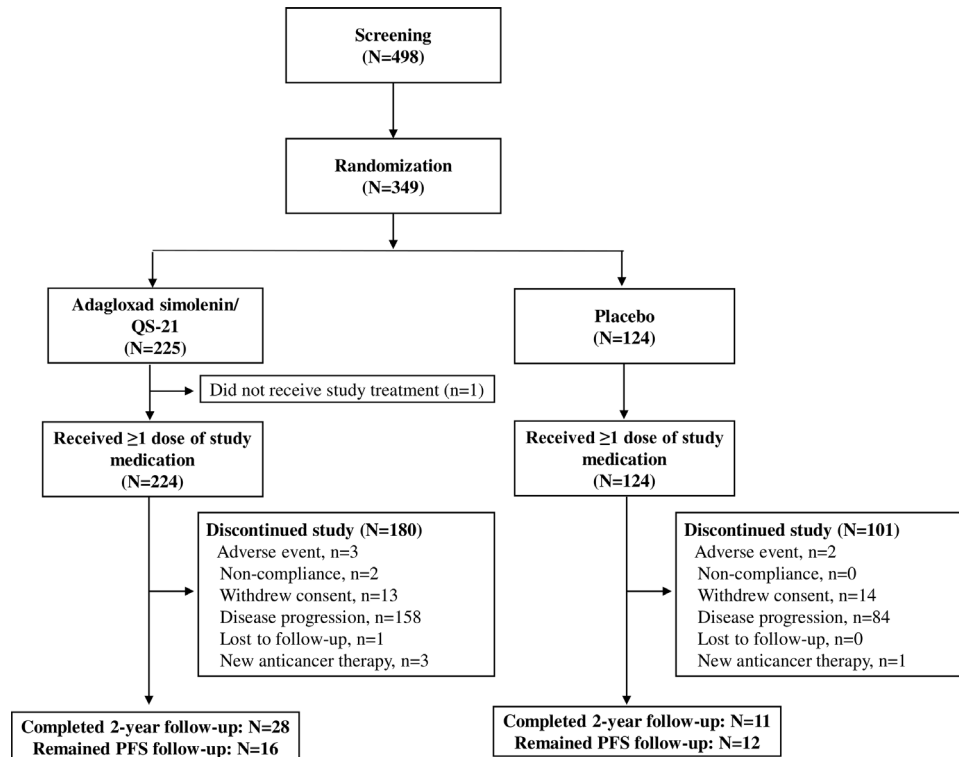 Screening
(N=498)
Randomization
(N=349)
Adagloxad simolenin/
QS-21
(N=225)
Placebo
(N=124)
Did not receive study treatment (n=1)
Received ≥1 dose of study
medication
(N=224)
Received ≥1 dose of study
medication
(N=124)
Discontinued study (N=180)
Adverse event, n=3
Non-compliance, n=2
Withdrew consent, n=13
Disease progression, n=158
Lost to follow-up, n=1
New anticancer therapy, n=3
Discontinued study (N=101)
Adverse event, n=2
Non-compliance, n=0
Withdrew consent, n=14
Disease progression, n=84
Lost to follow-up, n=0
New anticancer therapy, n=1
Completed 2-year follow-up: N=28
Remained PFS follow-up: N=16
Completed 2-year follow-up: N=11
Remained PFS follow-up: N=12